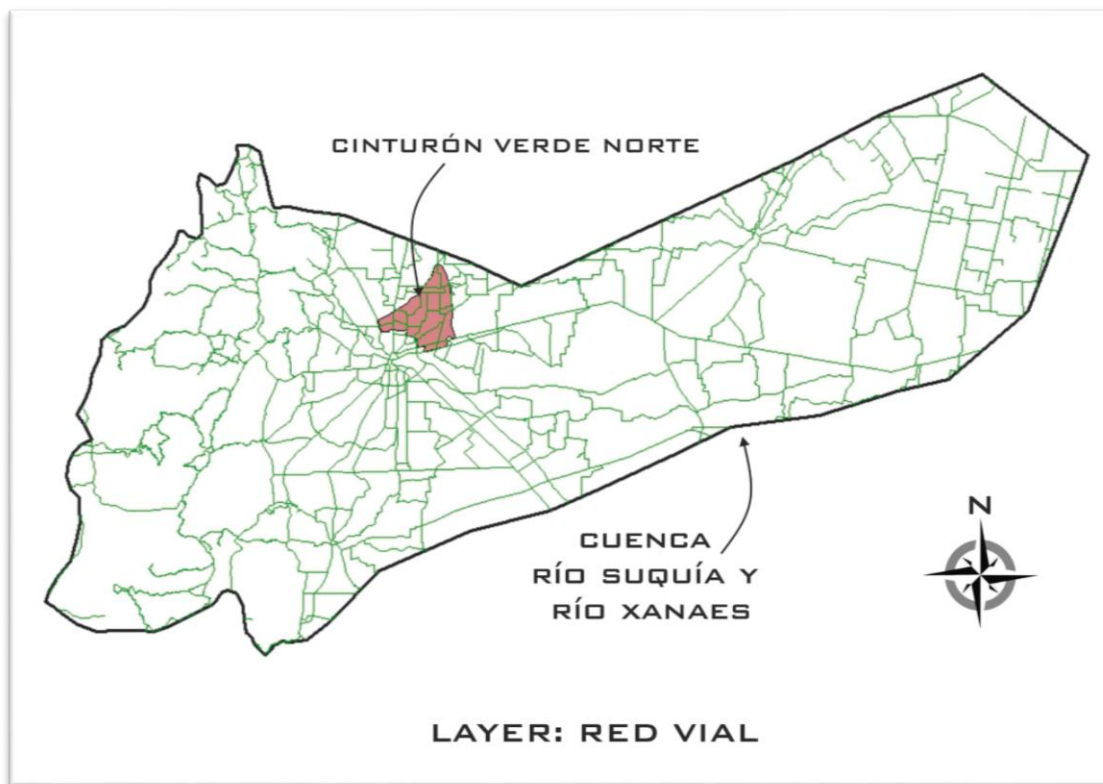 CINTURÓN VERDE NORTE
N
CUENCA
RÍO SUQUÍA Y
RÍO XANAES
LAYER: RED VIAL